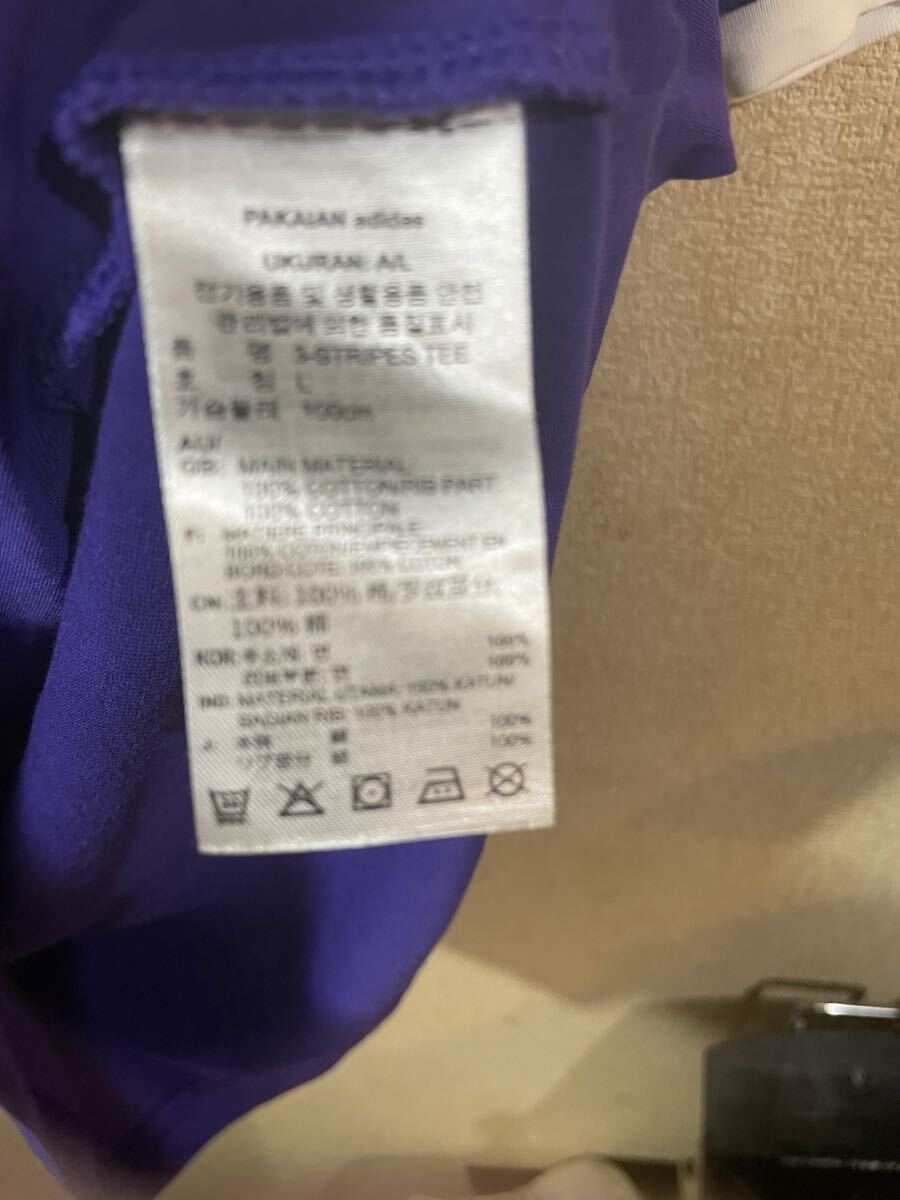 PAKAIAN adidas
UKURAN: A/L
전기용품 및 생활용품 안전
관리법에 의한 품질표시
품 명 3-STRIPES TEE
호 칭 L
가슴둘레 100cm
AU/
GB: MAIN MATERIAL:
100% COTTON/RIB PART:
100% COTTON
F: MATIERE PRINCIPALE:
100% COTON/EMPIECEMENT EN
BORD-COTE: 100% COTON
CN: 主料: 100% 棉,罗纹部分:
100% 棉
KOR: 주소재: 면 100%
리브부분: 면 100%
IND: MATERIAL UTAMA: 100% KATUN/
BAGIAN RIB: 100% KATUN
J: 本体 綿 100%
リブ部分 綿 100%